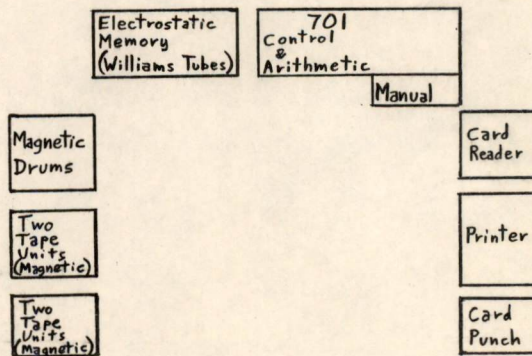 Electrostatic
Memory
(Williams Tubes)
701
Control
&
Arithmetic
Manual
Magnetic
Drums
Card
Reader
Two
Tape
Units
(Magnetic)
Printer
Two
Tape
Units
(Magnetic)
Card
Punch